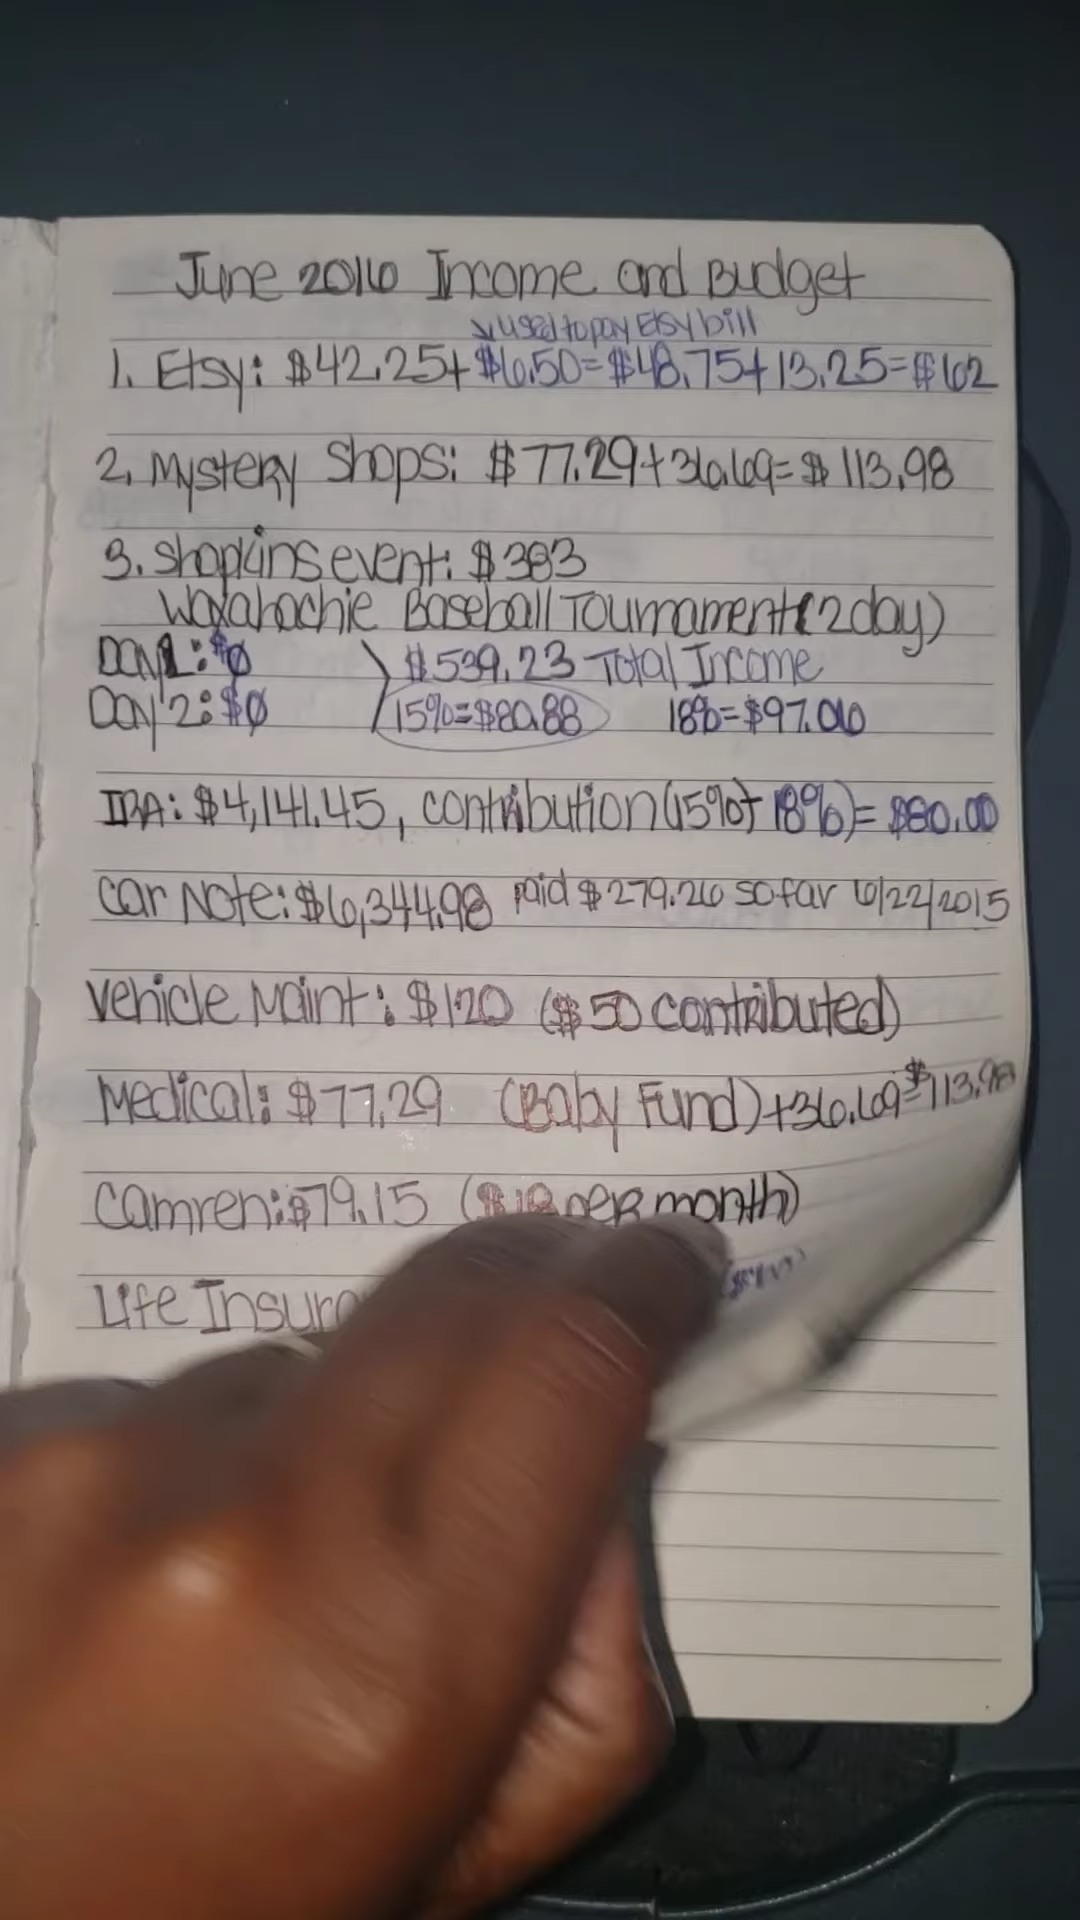 June 2016 Income and Budget
used to pay Etsy bill
1. Etsy: $42.25+ $6.50= $48.75+13.25= $62
2. Mystery Shops: $77.29+36.69= $113.98
3. Shopkins event: $383
Waxahachie Baseball Tournament (2 day)
Day 1: $0 $539.23 Total Income
Day 2: $0 15%=$80.88 18%=$97.06
IRA: $4,141.45, contribution (15%+ 18%)= $80.00
Car Note: $6,344.98 paid $279.26 so far 6/22/2015
Vehicle Maint: $120 ($50 contributed)
Medical: $77.29 (Baby Fund) +36.69=$113.98
Camren: $79.15 per month)
Life